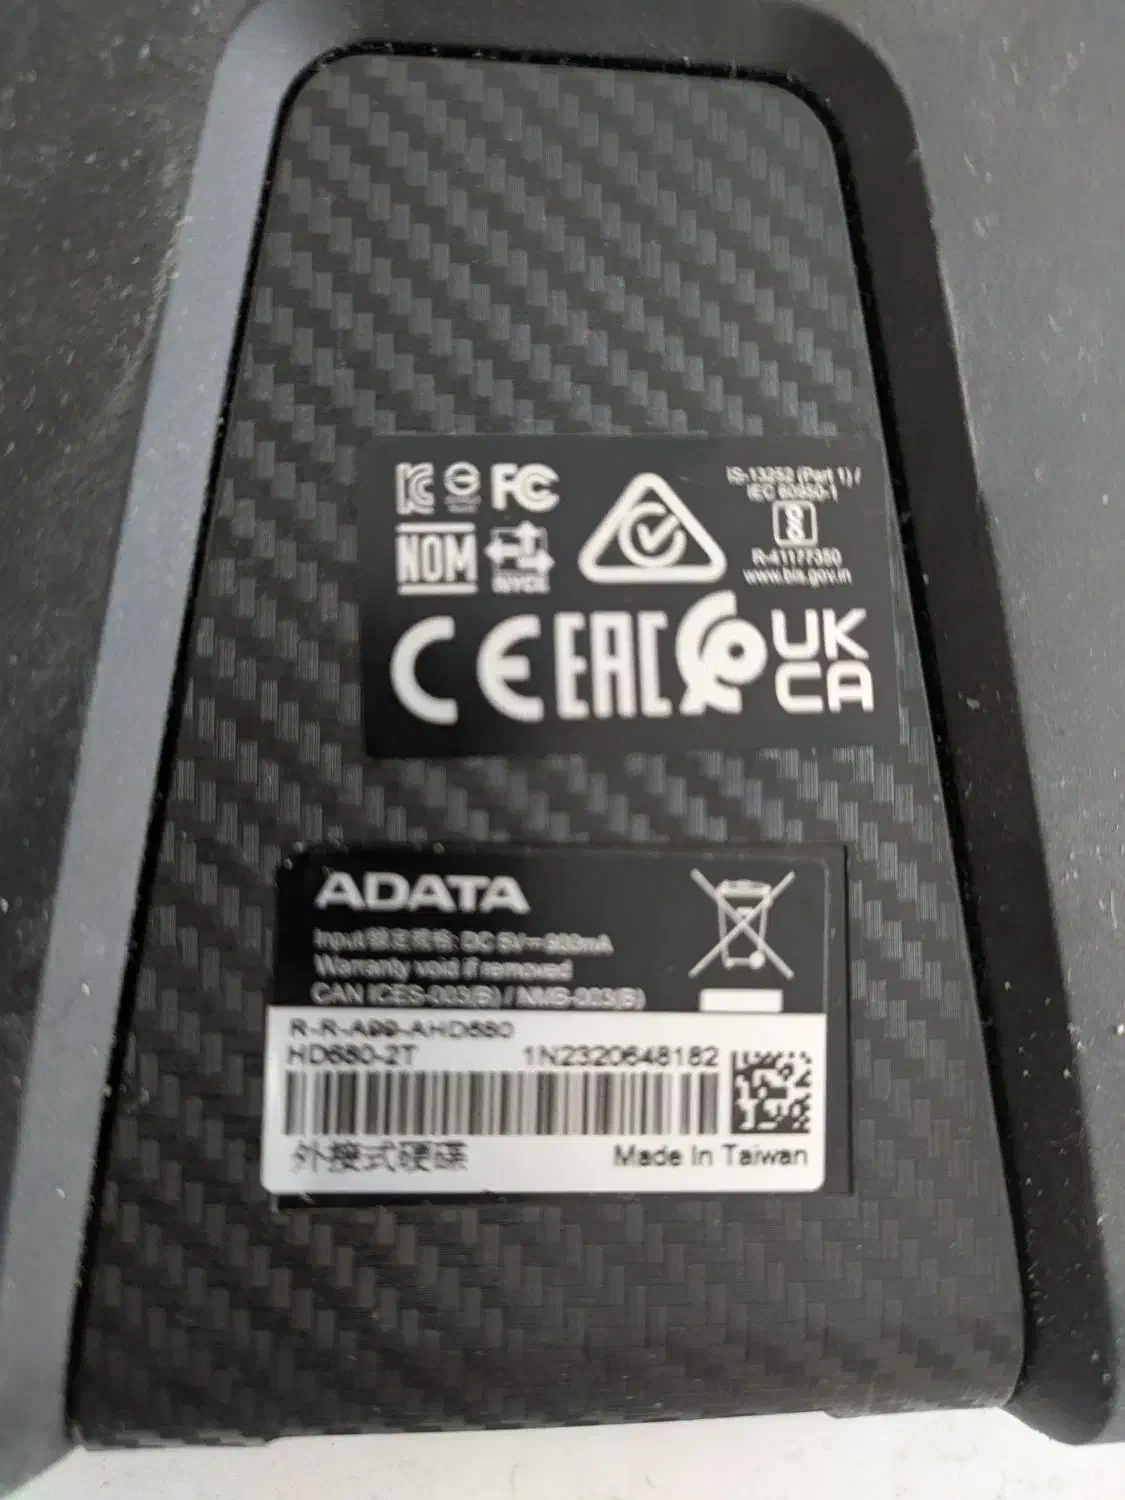 FC
NOM
NYCE
IS-13252 (Part 1) /
IEC 60950-1
R-41177350
www.bis.gov.in
CE
EAC
UK
CA
ADATA
Input/額定規格: DC 5V⎓900mA
Warranty void if removed
CAN ICES-003(B) / NMB-003(B)
R-R-A99-AHD680
HD680-2T 1N2320648182
外接式硬碟
Made In Taiwan